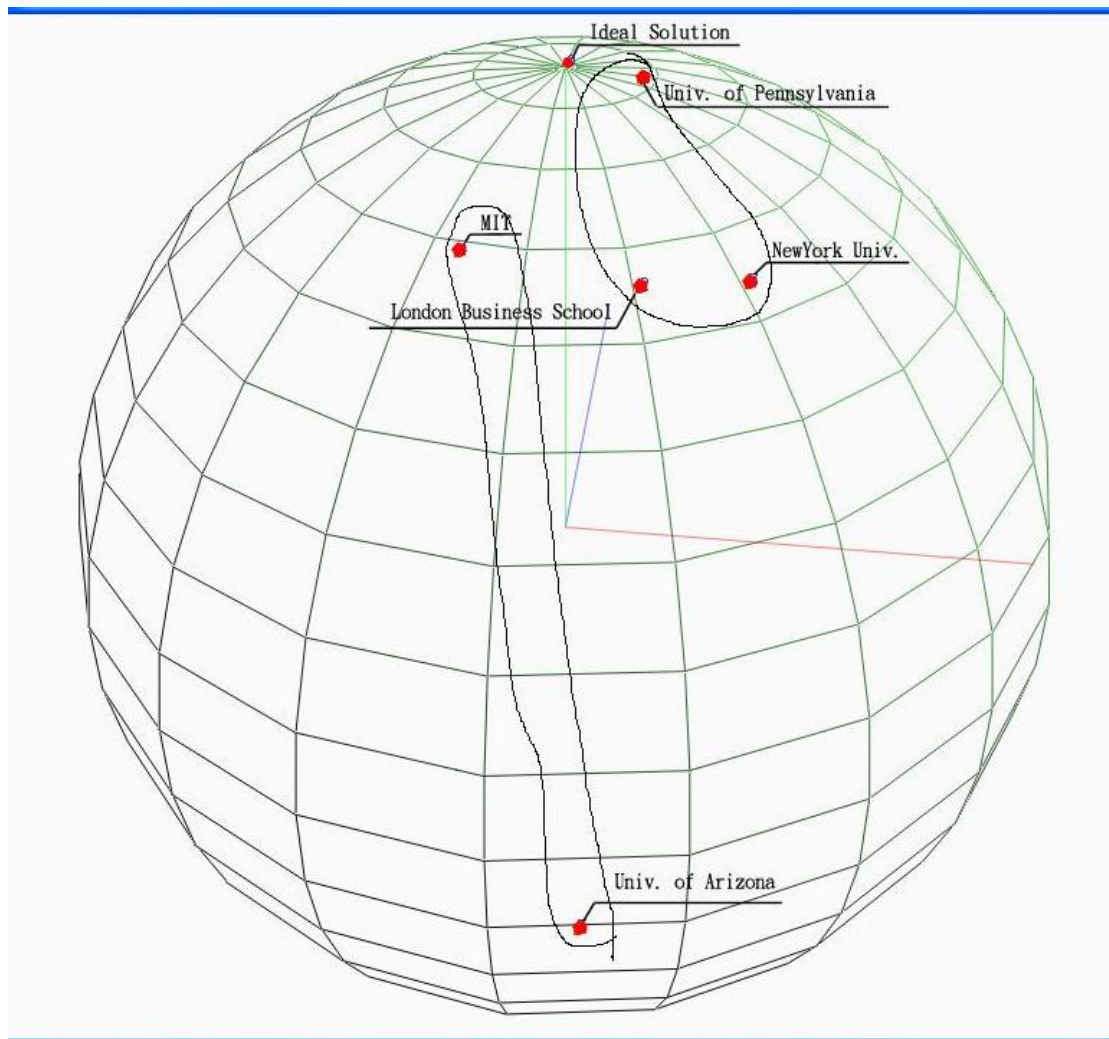 Ideal Solution
Univ. of Pennsylvania
MIT
NewYork Univ.
London Business School
Univ. of Arizona